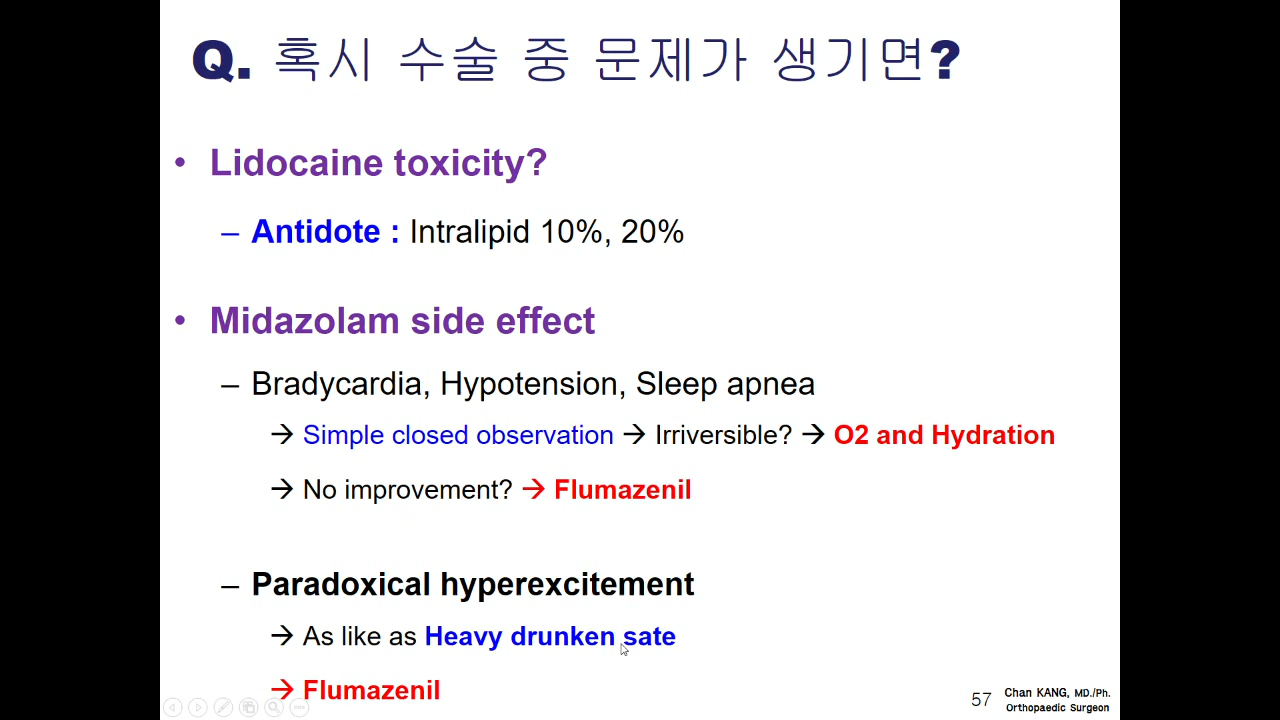 Q. 혹시 수술 중 문제가 생기면?
• Lidocaine toxicity?
– Antidote : Intralipid 10%, 20%
• Midazolam side effect
– Bradycardia, Hypotension, Sleep apnea
→ Simple closed observation → Irriversible? → O2 and Hydration
→ No improvement? → Flumazenil
– Paradoxical hyperexcitement
→ As like as Heavy drunken sate
→ Flumazenil
57
Chan KANG, MD./Ph.
Orthopaedic Surgeon